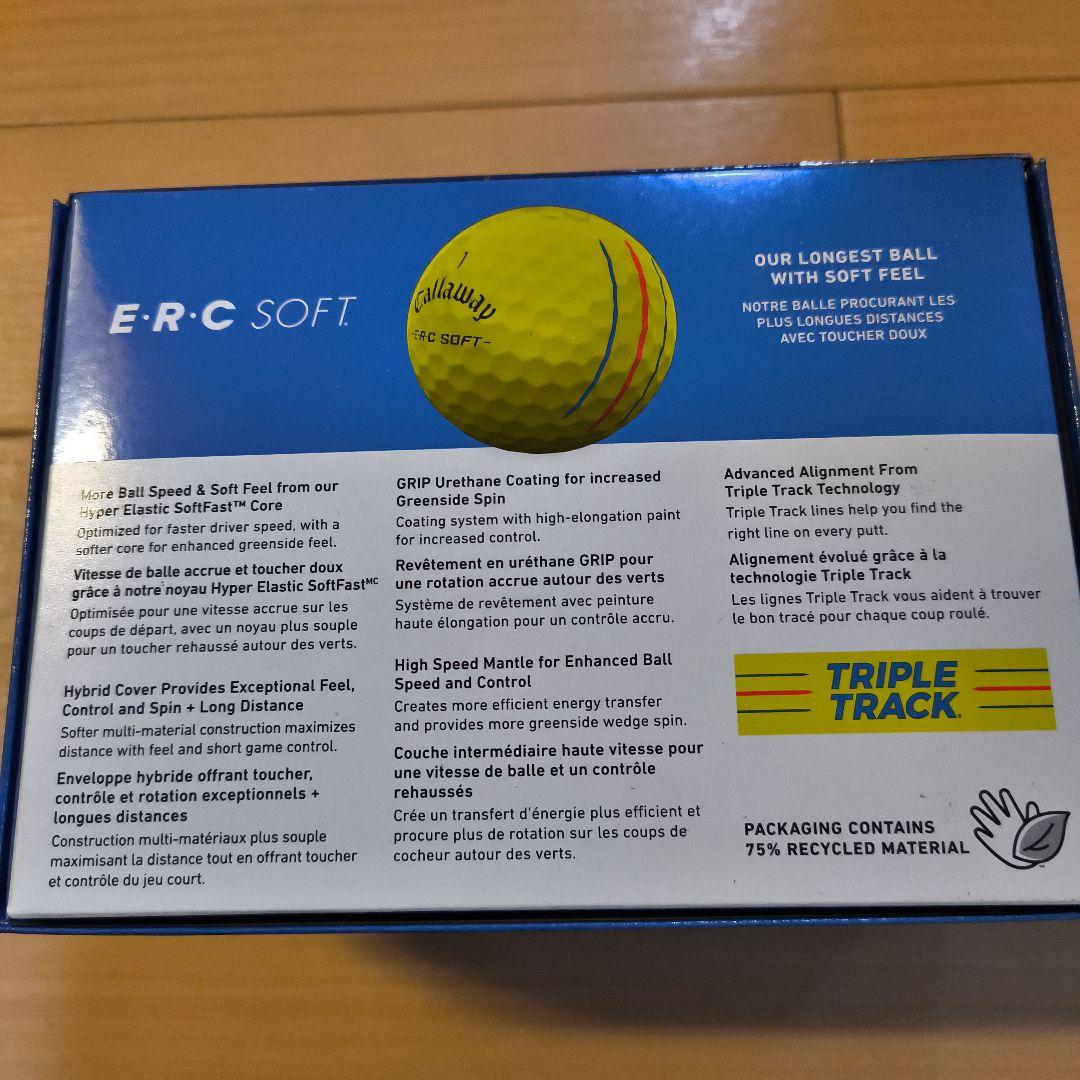 E·R·C SOFT.
1
Callaway
-E·R·C SOFT-
OUR LONGEST BALL
WITH SOFT FEEL
NOTRE BALLE PROCURANT LES
PLUS LONGUES DISTANCES
AVEC TOUCHER DOUX
More Ball Speed & Soft Feel from our
Hyper Elastic SoftFast™ Core
Optimized for faster driver speed, with a
softer core for enhanced greenside feel.
Vitesse de balle accrue et toucher doux
grâce à notre noyau Hyper Elastic SoftFastᴹᶜ
Optimisée pour une vitesse accrue sur les
coups de départ, avec un noyau plus souple
pour un toucher rehaussé autour des verts.
Hybrid Cover Provides Exceptional Feel,
Control and Spin + Long Distance
Softer multi-material construction maximizes
distance with feel and short game control.
Enveloppe hybride offrant toucher,
contrôle et rotation exceptionnels +
longues distances
Construction multi-matériaux plus souple
maximisant la distance tout en offrant toucher
et contrôle du jeu court.
GRIP Urethane Coating for increased
Greenside Spin
Coating system with high-elongation paint
for increased control.
Revêtement en uréthane GRIP pour
une rotation accrue autour des verts
Système de revêtement avec peinture
haute élongation pour un contrôle accru.
High Speed Mantle for Enhanced Ball
Speed and Control
Creates more efficient energy transfer
and provides more greenside wedge spin.
Couche intermédiaire haute vitesse pour
une vitesse de balle et un contrôle
rehaussés
Crée un transfert d'énergie plus efficient et
procure plus de rotation sur les coups de
cocheur autour des verts.
Advanced Alignment From
Triple Track Technology
Triple Track lines help you find the
right line on every putt.
Alignement évolué grâce à la
technologie Triple Track
Les lignes Triple Track vous aident à trouver
le bon tracé pour chaque coup roulé.
TRIPLE
TRACK®
PACKAGING CONTAINS
75% RECYCLED MATERIAL